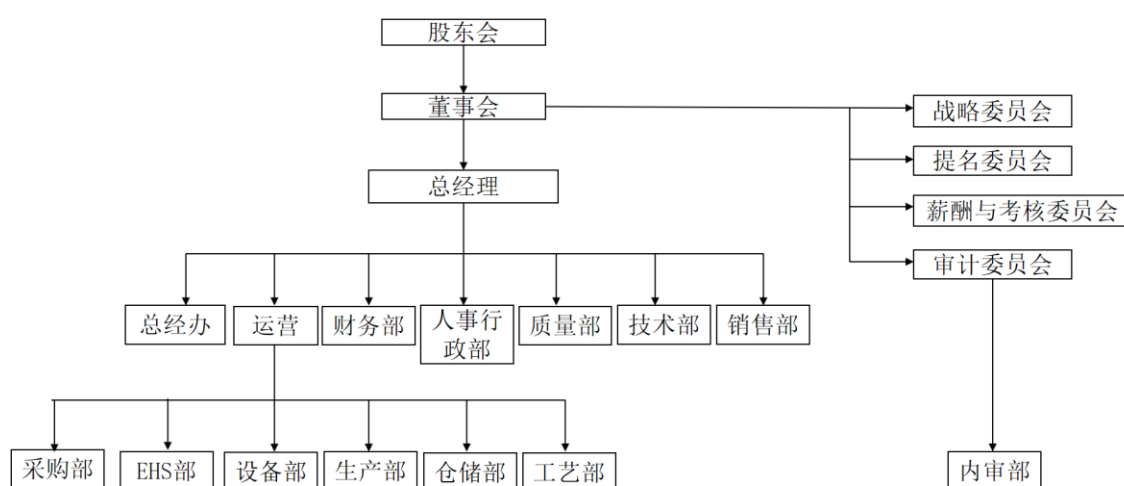 股东会
董事会
战略委员会
提名委员会
总经理
薪酬与考核委员会
审计委员会
总经办
运营
财务部
人事行
政部
质量部
技术部
销售部
采购部
EHS部
设备部
生产部
仓储部
工艺部
内审部